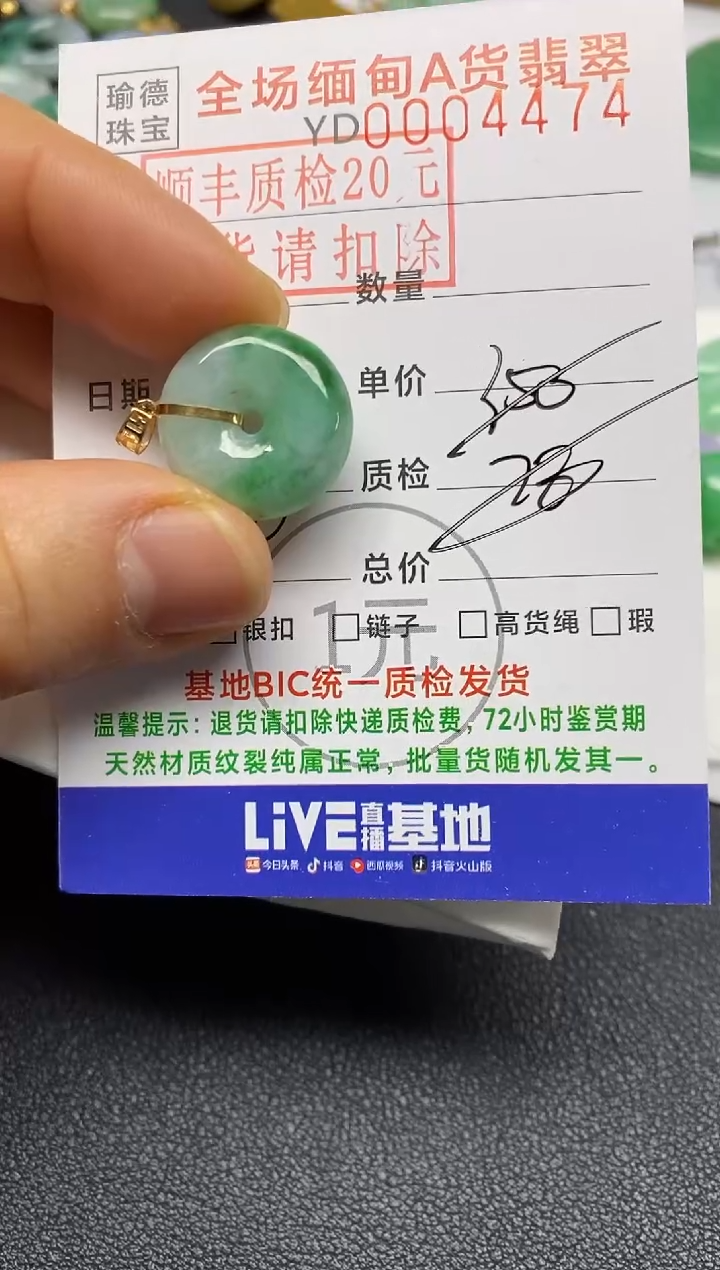 瑜德
珠宝
全场缅甸A货翡翠
YD0004474
顺丰质检20元
货请扣除
数量
日期
单价
质检
总价
1元
银扣 链子 高货绳 瑕
基地BIC统一质检发货
温馨提示：退货请扣除快递质检费，72小时鉴赏期
天然材质纹裂纯属正常，批量货随机发其一。
LiVE直播基地
今日头条 抖音 西瓜视频 抖音火山版